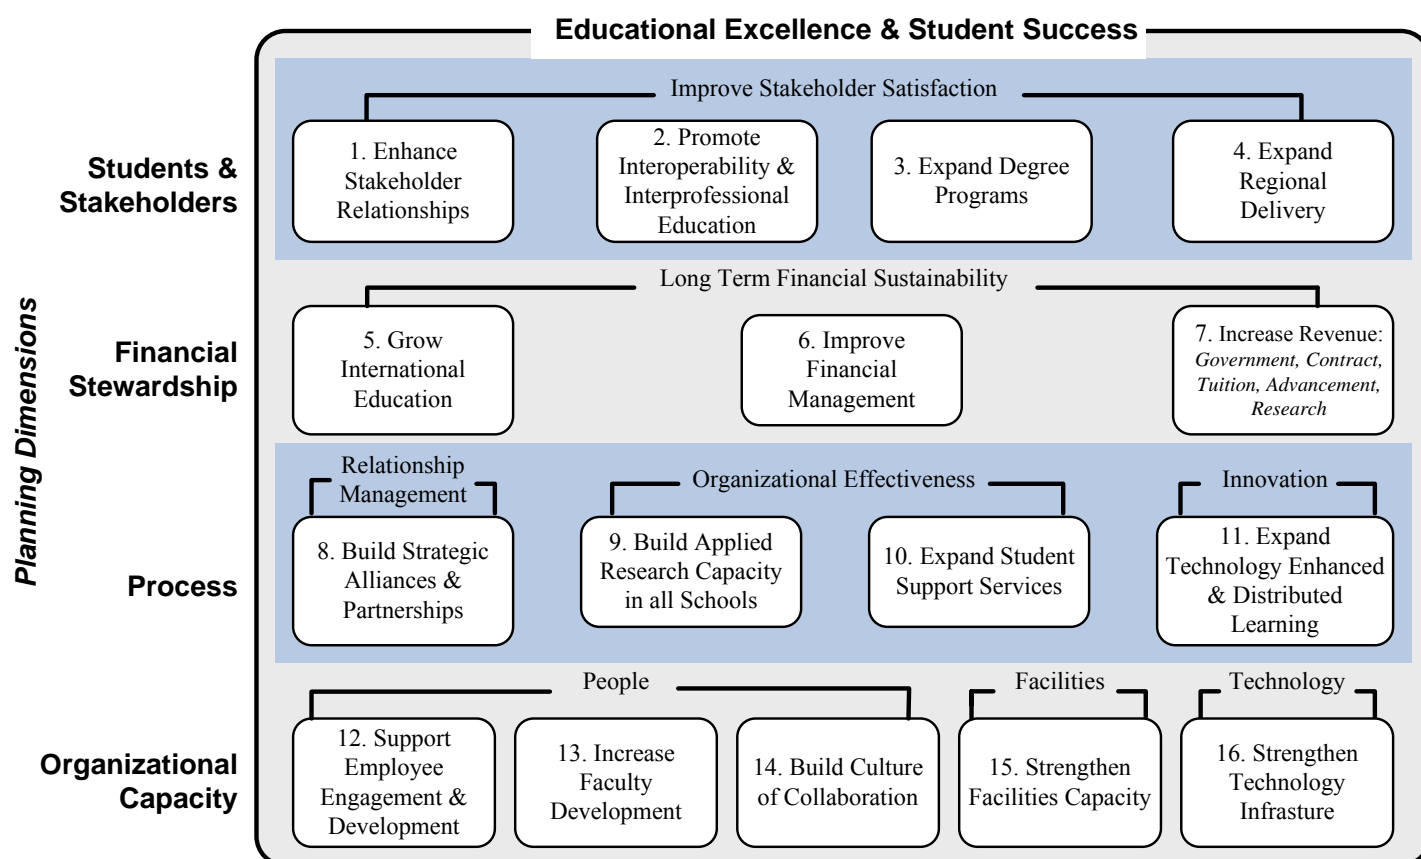 Educational Excellence & Student Success
Planning Dimensions
Students &
Stakeholders
Improve Stakeholder Satisfaction
1. Enhance
Stakeholder
Relationships
2. Promote
Interoperability &
Interprofessional
Education
3. Expand Degree
Programs
4. Expand
Regional
Delivery
Financial
Stewardship
Long Term Financial Sustainability
5. Grow
International
Education
6. Improve
Financial
Management
7. Increase Revenue:
Government, Contract,
Tuition, Advancement,
Research
Process
Relationship
Management
8. Build Strategic
Alliances &
Partnerships
Organizational Effectiveness
9. Build Applied
Research Capacity
in all Schools
10. Expand Student
Support Services
Innovation
11. Expand
Technology Enhanced
& Distributed
Learning
Organizational
Capacity
People
12. Support
Employee
Engagement &
Development
13. Increase
Faculty
Development
14. Build Culture
of Collaboration
Facilities
15. Strengthen
Facilities Capacity
Technology
16. Strengthen
Technology
Infrasture